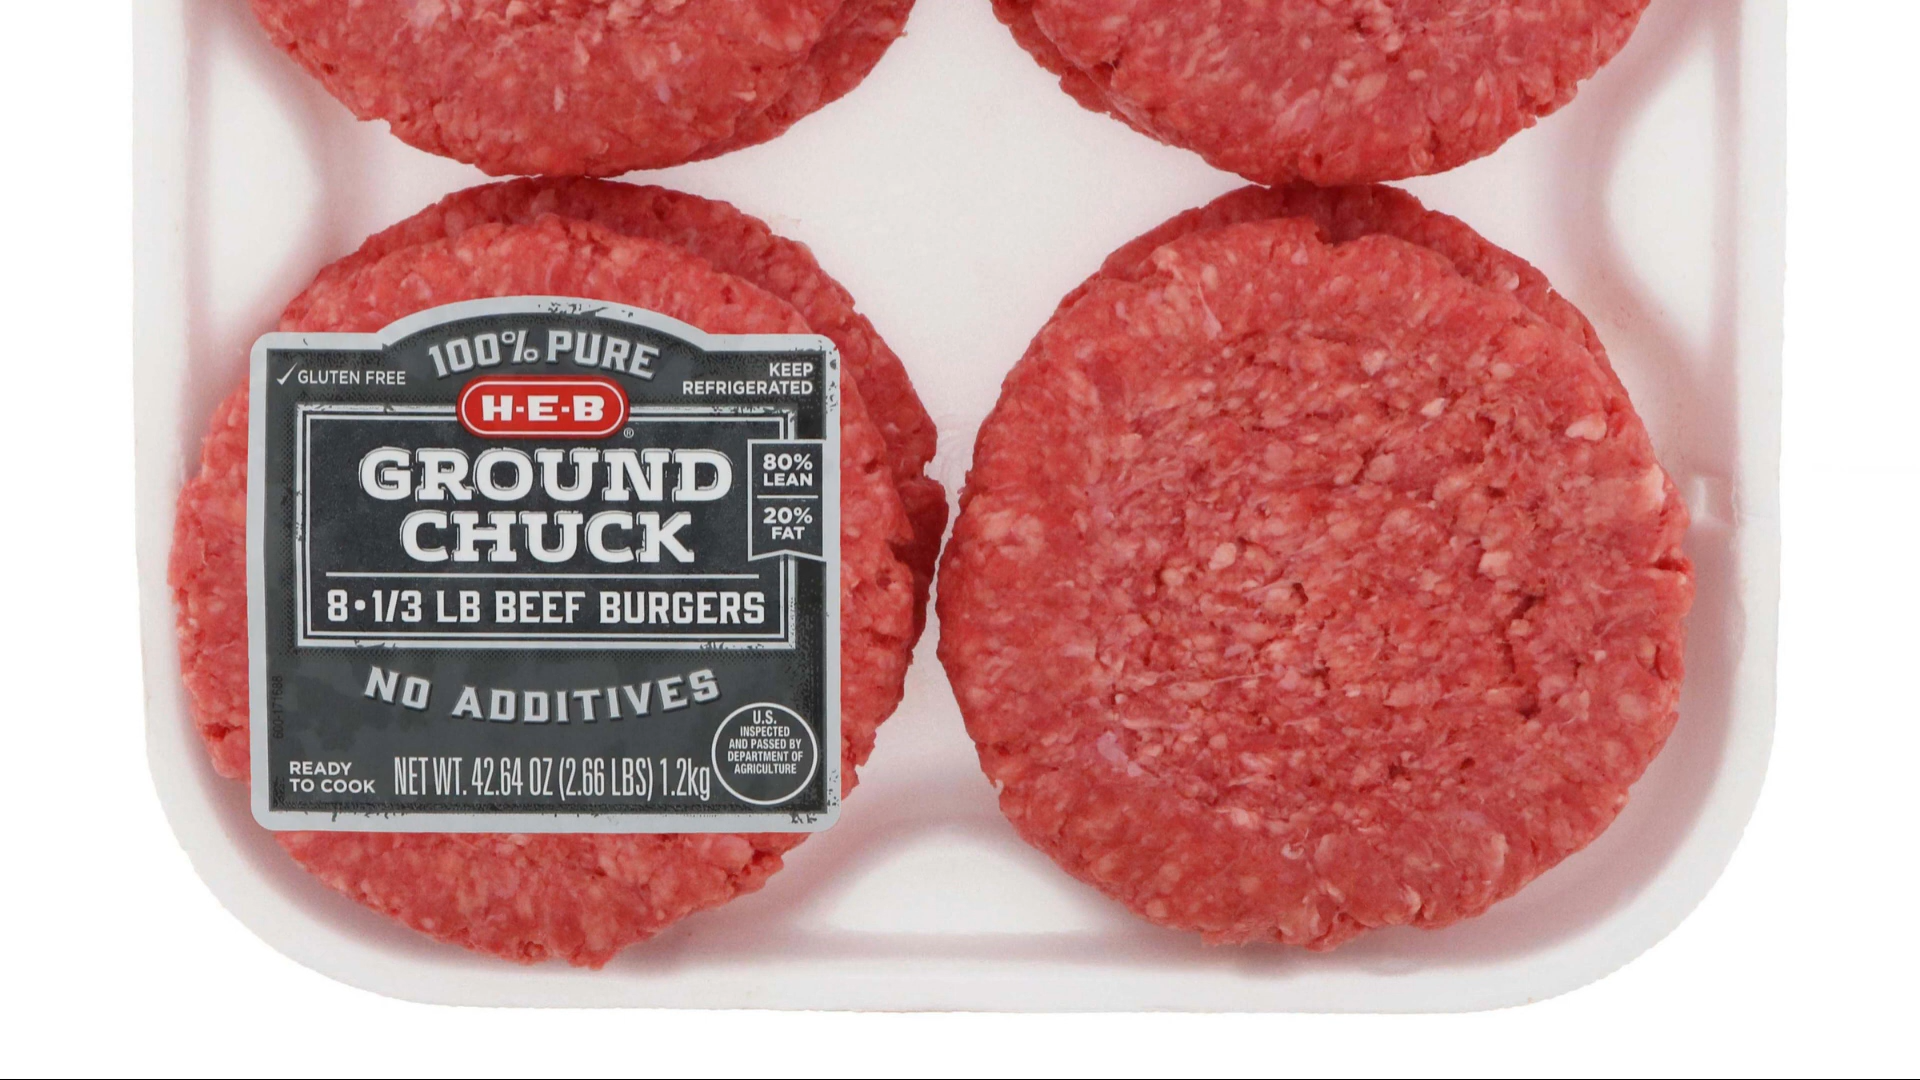 100% PURE
✓ GLUTEN FREE
KEEP
REFRIGERATED
H-E-B
®
GROUND
CHUCK
80%
LEAN
20%
FAT
8•1/3 LB BEEF BURGERS
NO ADDITIVES
U.S.
INSPECTED
AND PASSED BY
DEPARTMENT OF
AGRICULTURE
READY
TO COOK
NET WT. 42.64 OZ (2.66 LBS) 1.2kg